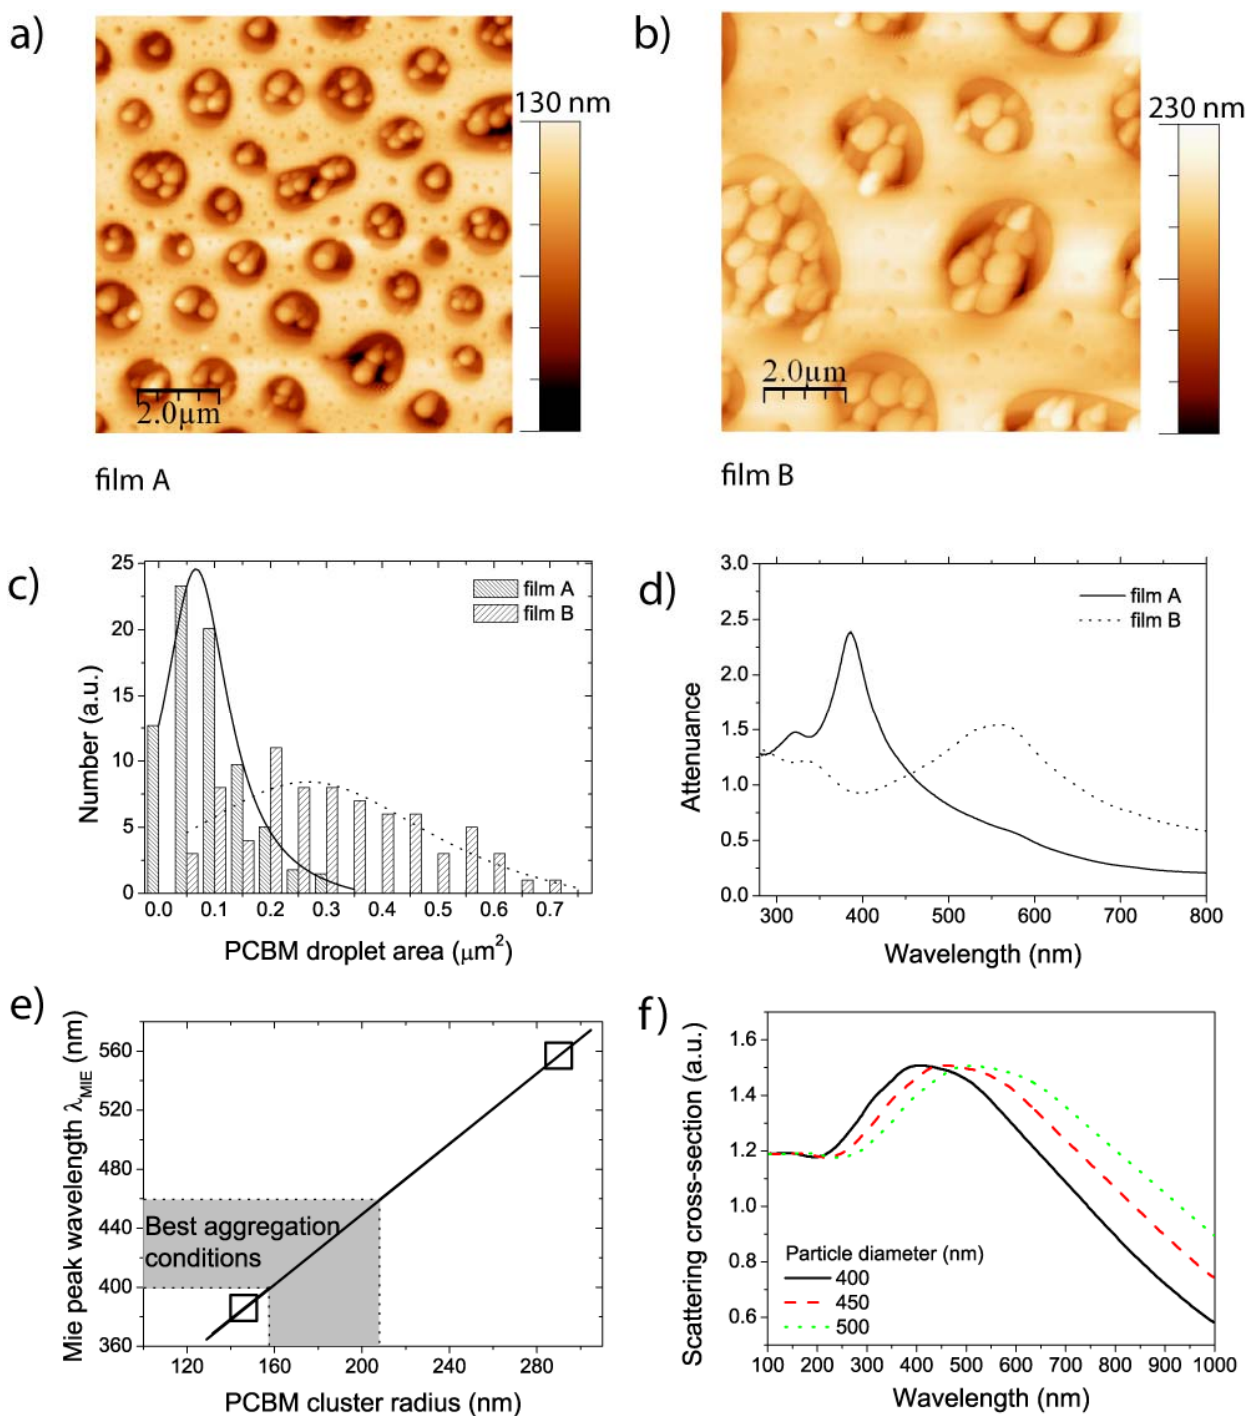 a)
130 nm
2.0µm
film A
b)
230 nm
2.0µm
film B
c)
25
20
15
10
5
0
Number (a.u.)
film A
film B
0.0 0.1 0.2 0.3 0.4 0.5 0.6 0.7
PCBM droplet area (μm²)
d)
3.0
2.5
2.0
1.5
1.0
0.5
0.0
Attenuance
film A
film B
300 400 500 600 700 800
Wavelength (nm)
e)
560
520
480
440
400
360
Mie peak wavelength λMIE (nm)
Best aggregation
conditions
120 160 200 240 280
PCBM cluster radius (nm)
f)
1.6
1.4
1.2
1.0
0.8
0.6
Scattering cross-section (a.u.)
Particle diameter (nm)
400
450
500
100 200 300 400 500 600 700 800 900 1000
Wavelength (nm)